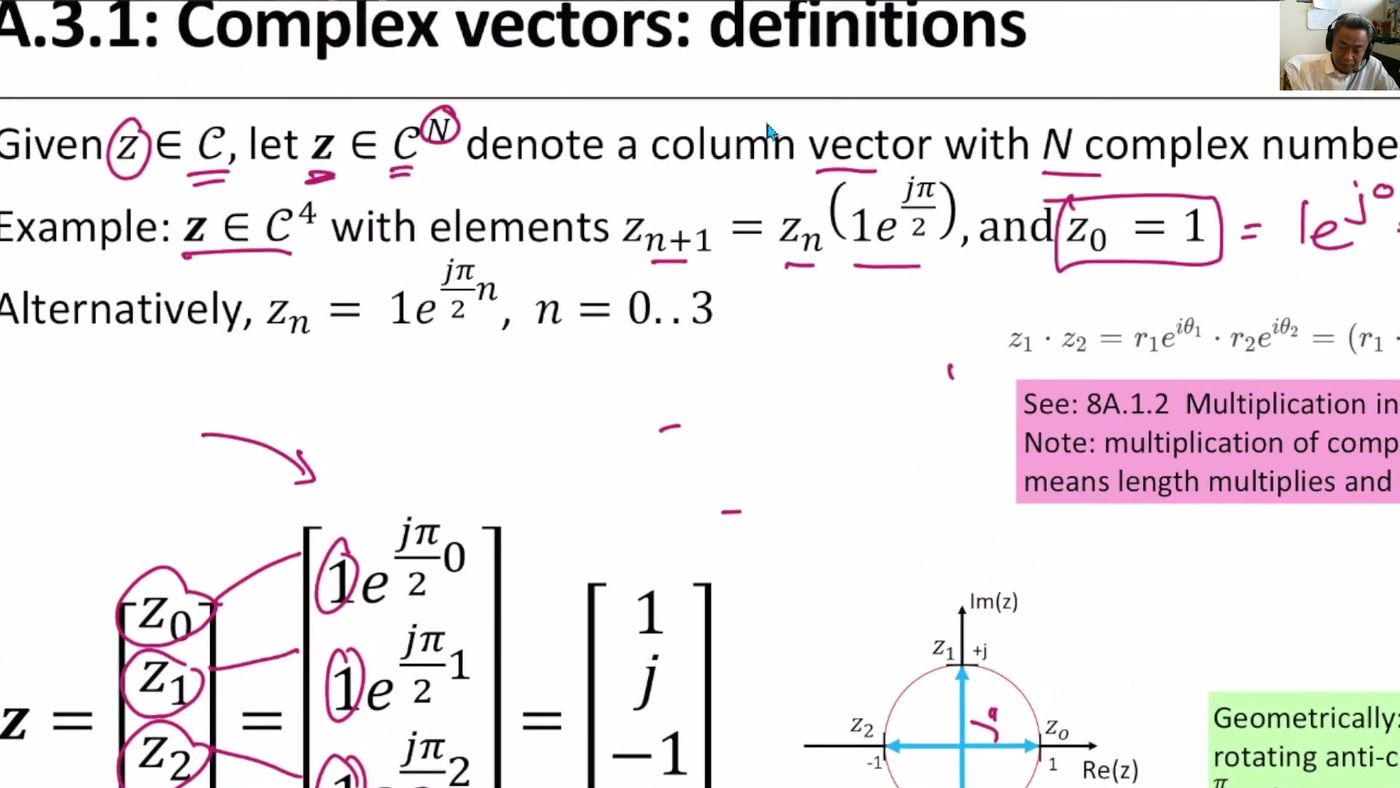 A.3.1: Complex vectors: definitions
Given z ∈ 𝒞, let 𝒛 ∈ 𝒞^N denote a column vector with N complex numbe
Example: 𝒛 ∈ 𝒞^4 with elements z_{n+1} = z_n (1e^{jπ/2}), and z_0 = 1 = 1e^{j0} =
Alternatively, z_n = 1e^{(jπ/2)n}, n = 0..3
z_1 · z_2 = r_1e^{iθ_1} · r_2e^{iθ_2} = (r_1 ·
See: 8A.1.2 Multiplication in
Note: multiplication of comp
means length multiplies and
𝒛 = [z_0 z_1 z_2 = [1e^{(jπ/2)0} 1e^{(jπ/2)1} 1e^{(jπ/2)2} = [1 j −1
Im(z)
z_1 +j
z_2 z_0
-1 1 Re(z)
Geometrically:
rotating anti-c
π